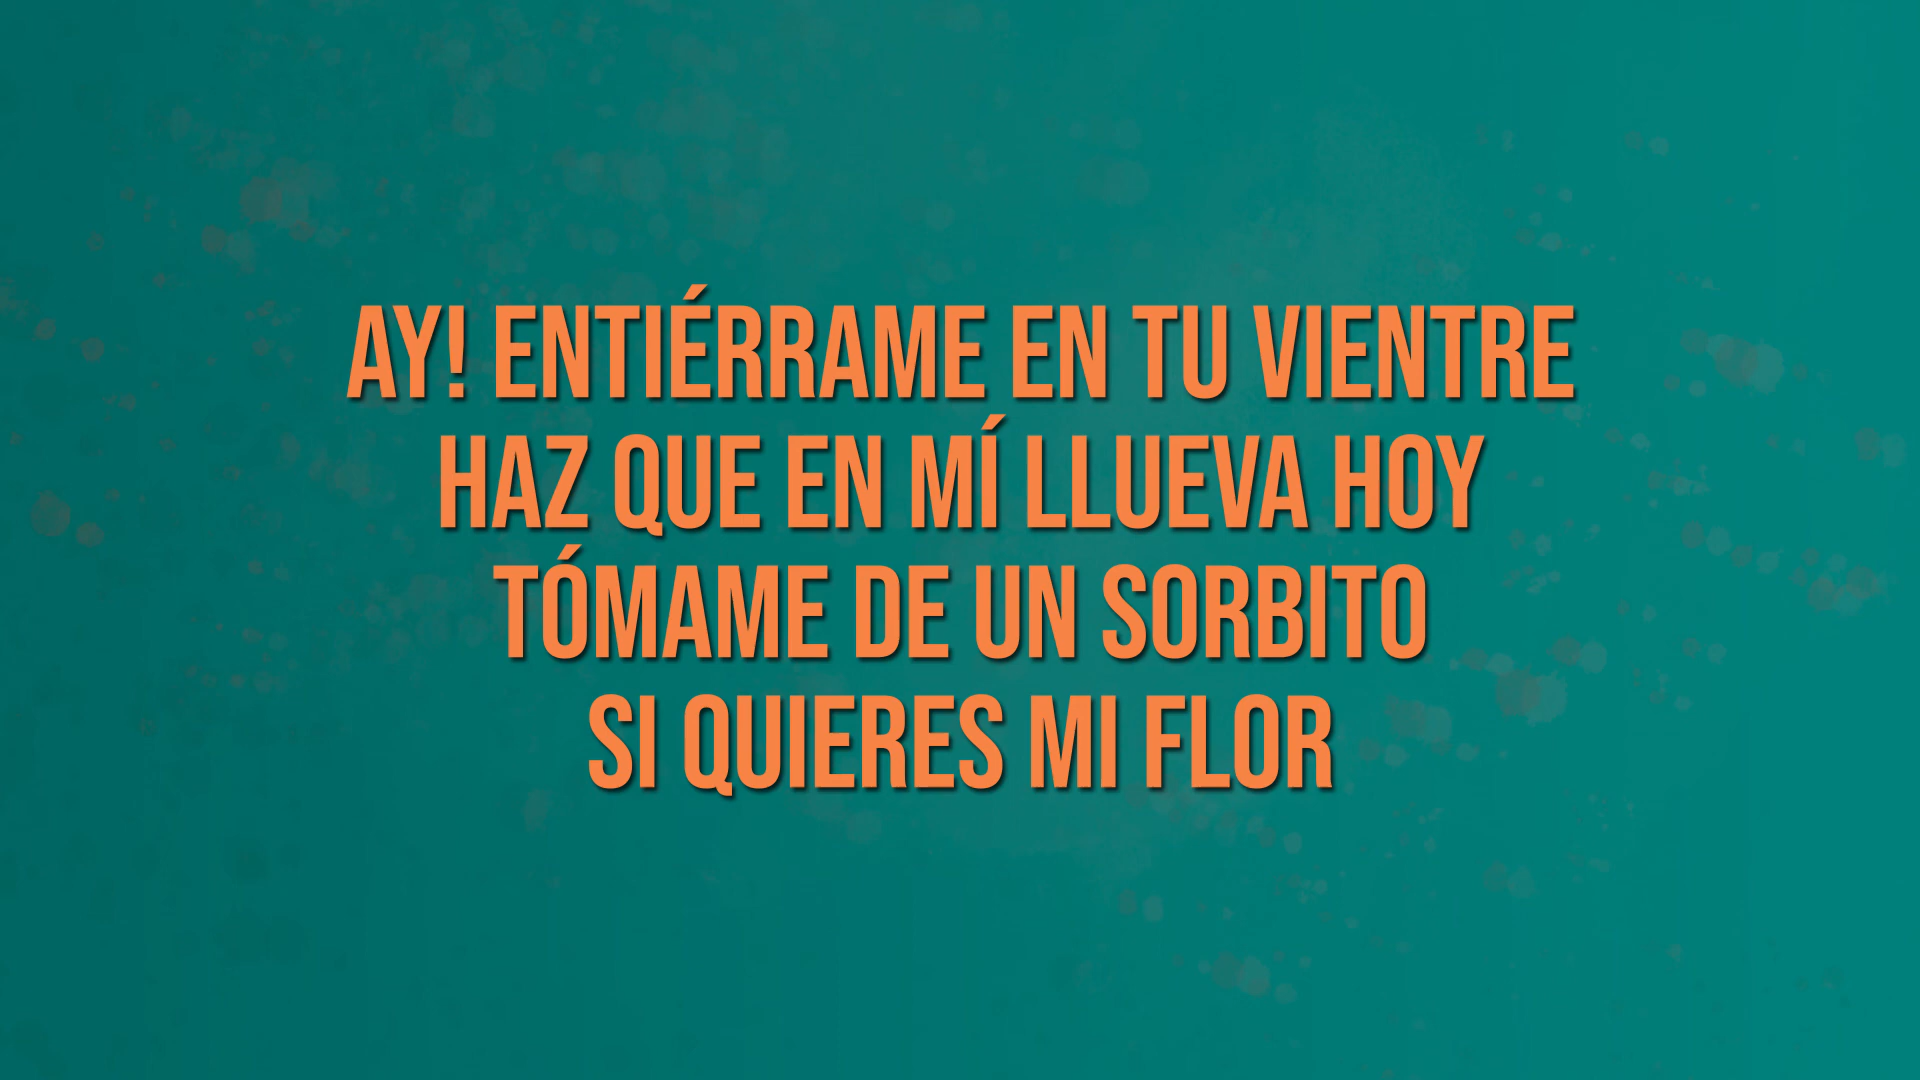 AY! ENTIÉRRAME EN TU VIENTRE
HAZ QUE EN MÍ LLUEVA HOY
TÓMAME DE UN SORBITO
SI QUIERES MI FLOR